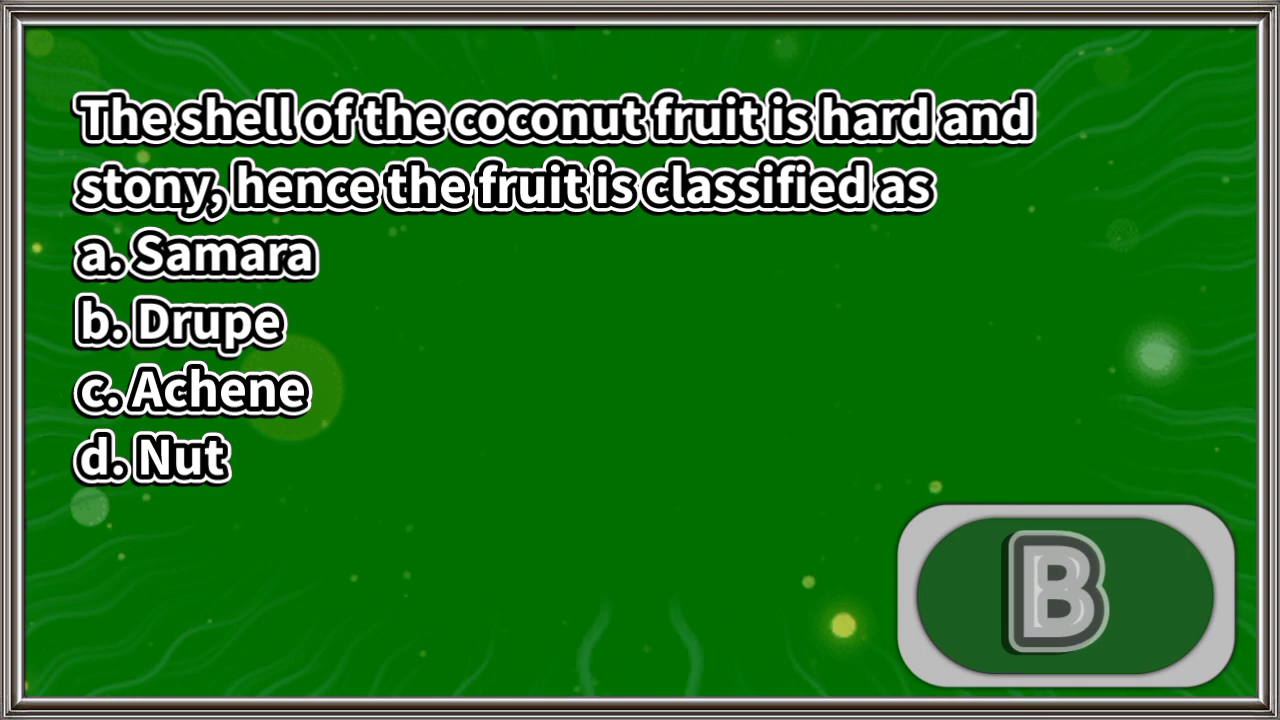 The shell of the coconut fruit is hard and
stony, hence the fruit is classified as
a. Samara
b. Drupe
c. Achene
d. Nut
B